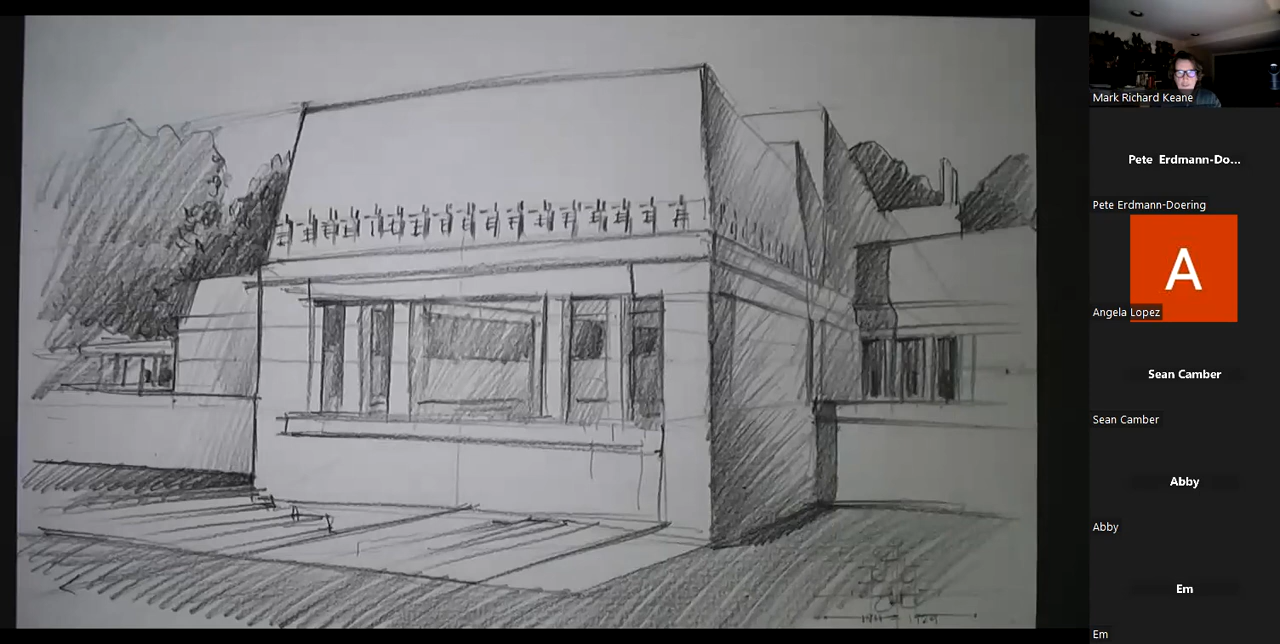 Mark Richard Keane
Pete Erdmann-Do...
Pete Erdmann-Doering
A
Angela Lopez
Sean Camber
Sean Camber
Abby
Abby
Em
Em